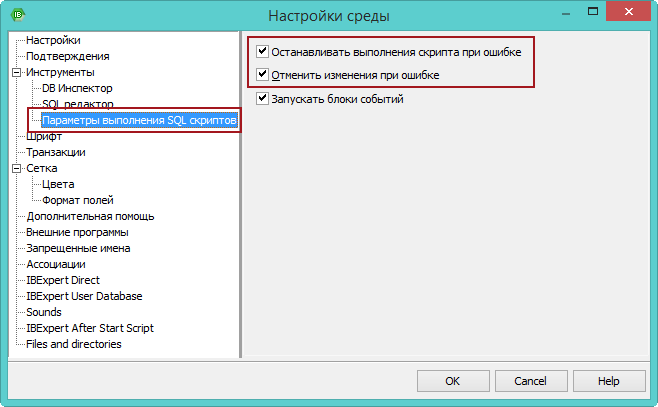 IB
Настройки среды
Настройки
Подтверждения
Инструменты
DB Инспектор
SQL редактор
Параметры выполнения SQL скриптов
Шрифт
Транзакции
Сетка
Цвета
Формат полей
Дополнительная помощь
Внешние программы
Запрещенные имена
Ассоциации
IBExpert Direct
IBExpert User Database
Sounds
IBExpert After Start Script
Files and directories
Останавливать выполнения скрипта при ошибке
Отменить изменения при ошибке
Запускать блоки событий
OK
Cancel
Help